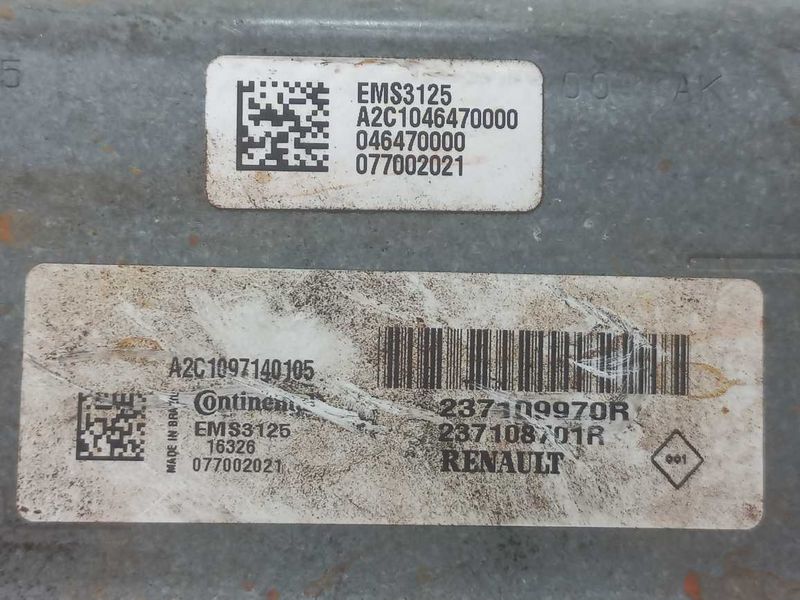 EMS3125
A2C1046470000
046470000
077002021
A2C1097140105
MADE IN BRAZIL
Continental
EMS3125
16326
077002021
237109970R
237108701R
RENAULT
001